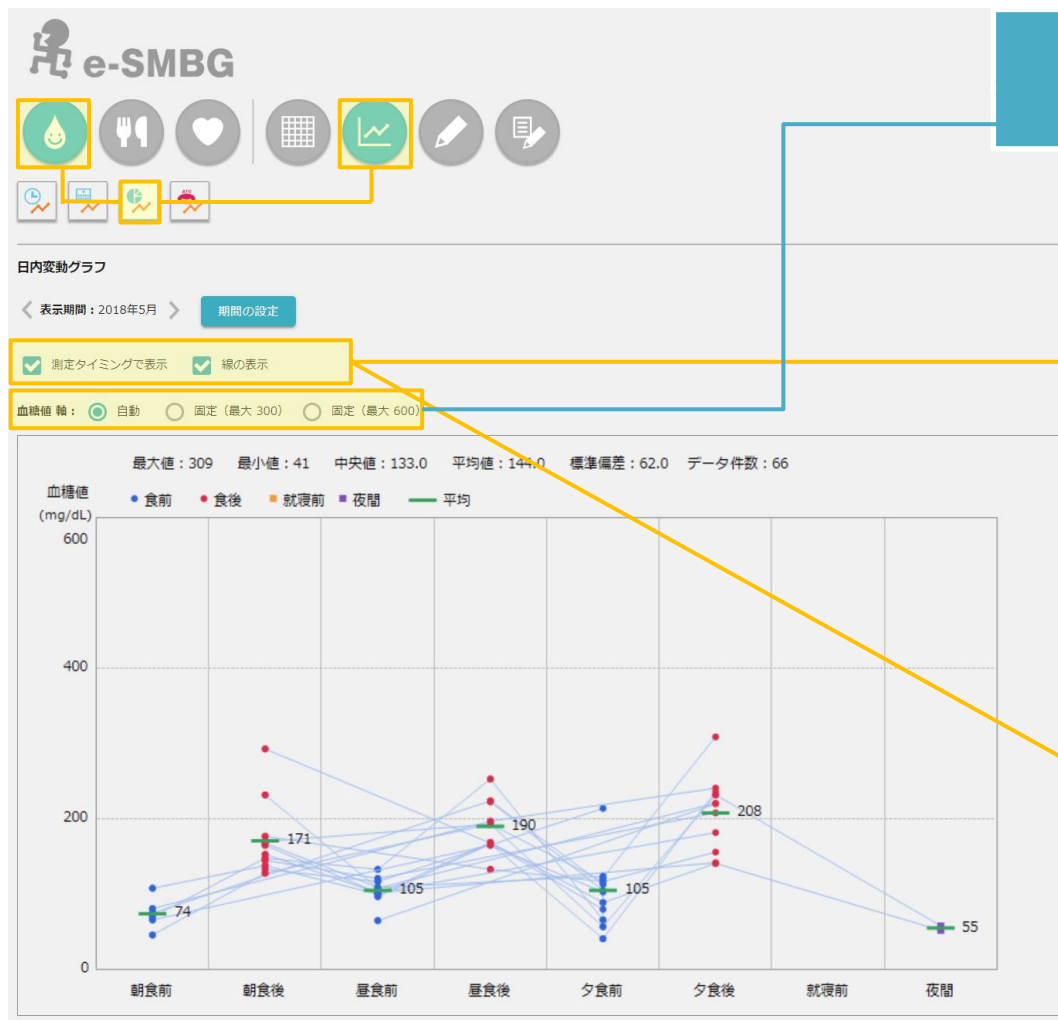 e-SMBG
日内変動グラフ
表示期間：2018年5月 期間の設定
測定タイミングで表示 線の表示
血糖値 軸： 自動 固定（最大 300） 固定（最大 600）
最大値：309 最小値：41 中央値：133.0 平均値：144.0 標準偏差：62.0 データ件数：66
血糖値
(mg/dL)
食前 食後 就寝前 夜間 平均
600
400
200
0
74
171
105
190
105
208
55
朝食前 朝食後 昼食前 昼食後 夕食前 夕食後 就寝前 夜間